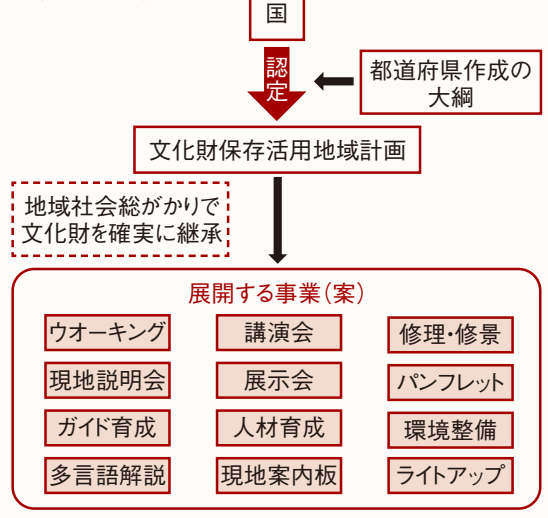 国
認定
都道府県作成の
大綱
文化財保存活用地域計画
地域社会総がかりで
文化財を確実に継承
展開する事業(案)
ウオーキング
講演会
修理・修景
現地説明会
展示会
パンフレット
ガイド育成
人材育成
環境整備
多言語解説
現地案内板
ライトアップ